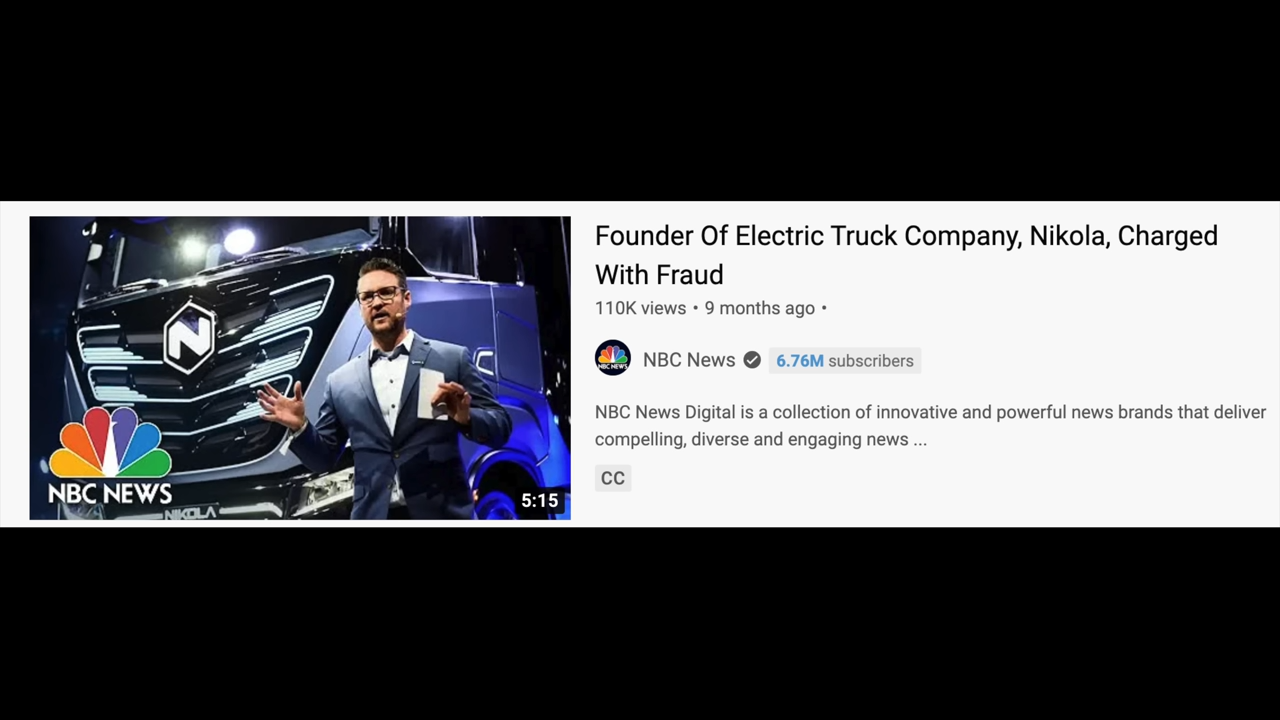 Founder Of Electric Truck Company, Nikola, Charged
With Fraud
110K views • 9 months ago •
NBC NEWS
NBC News
6.76M subscribers
NBC News Digital is a collection of innovative and powerful news brands that deliver
compelling, diverse and engaging news ...
CC
N
NBC NEWS
NIKOLA
5:15